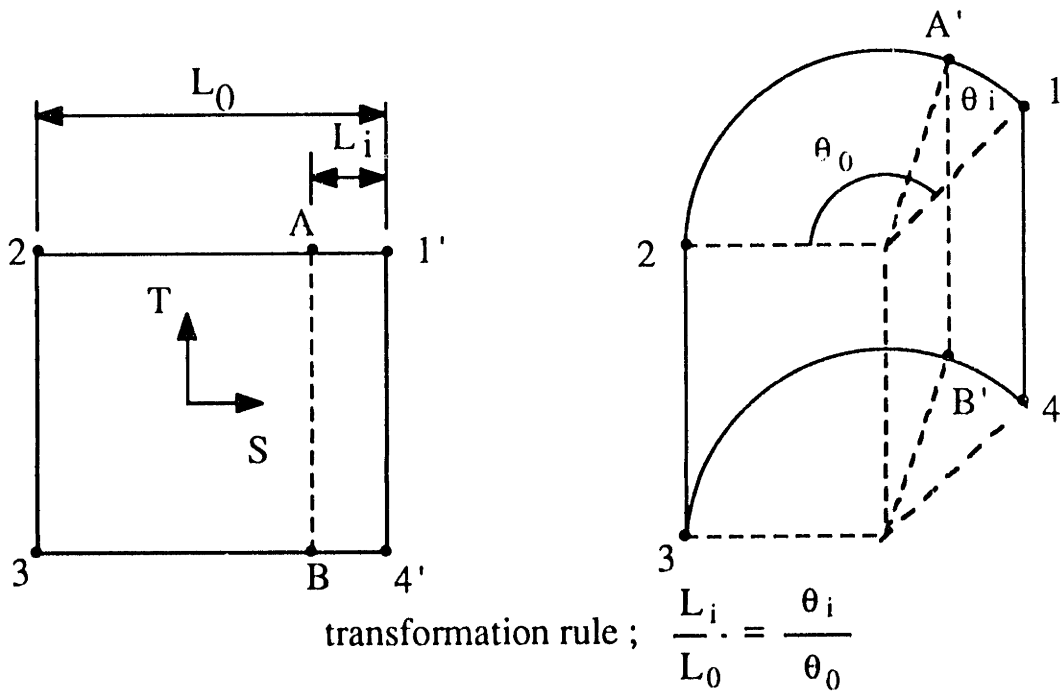 A'
L0
θi
1
Li
θ0
A
2
1'
2
T
S
B'
4
3
B
4'
3
transformation rule ; Li/L0 · = θi/θ0